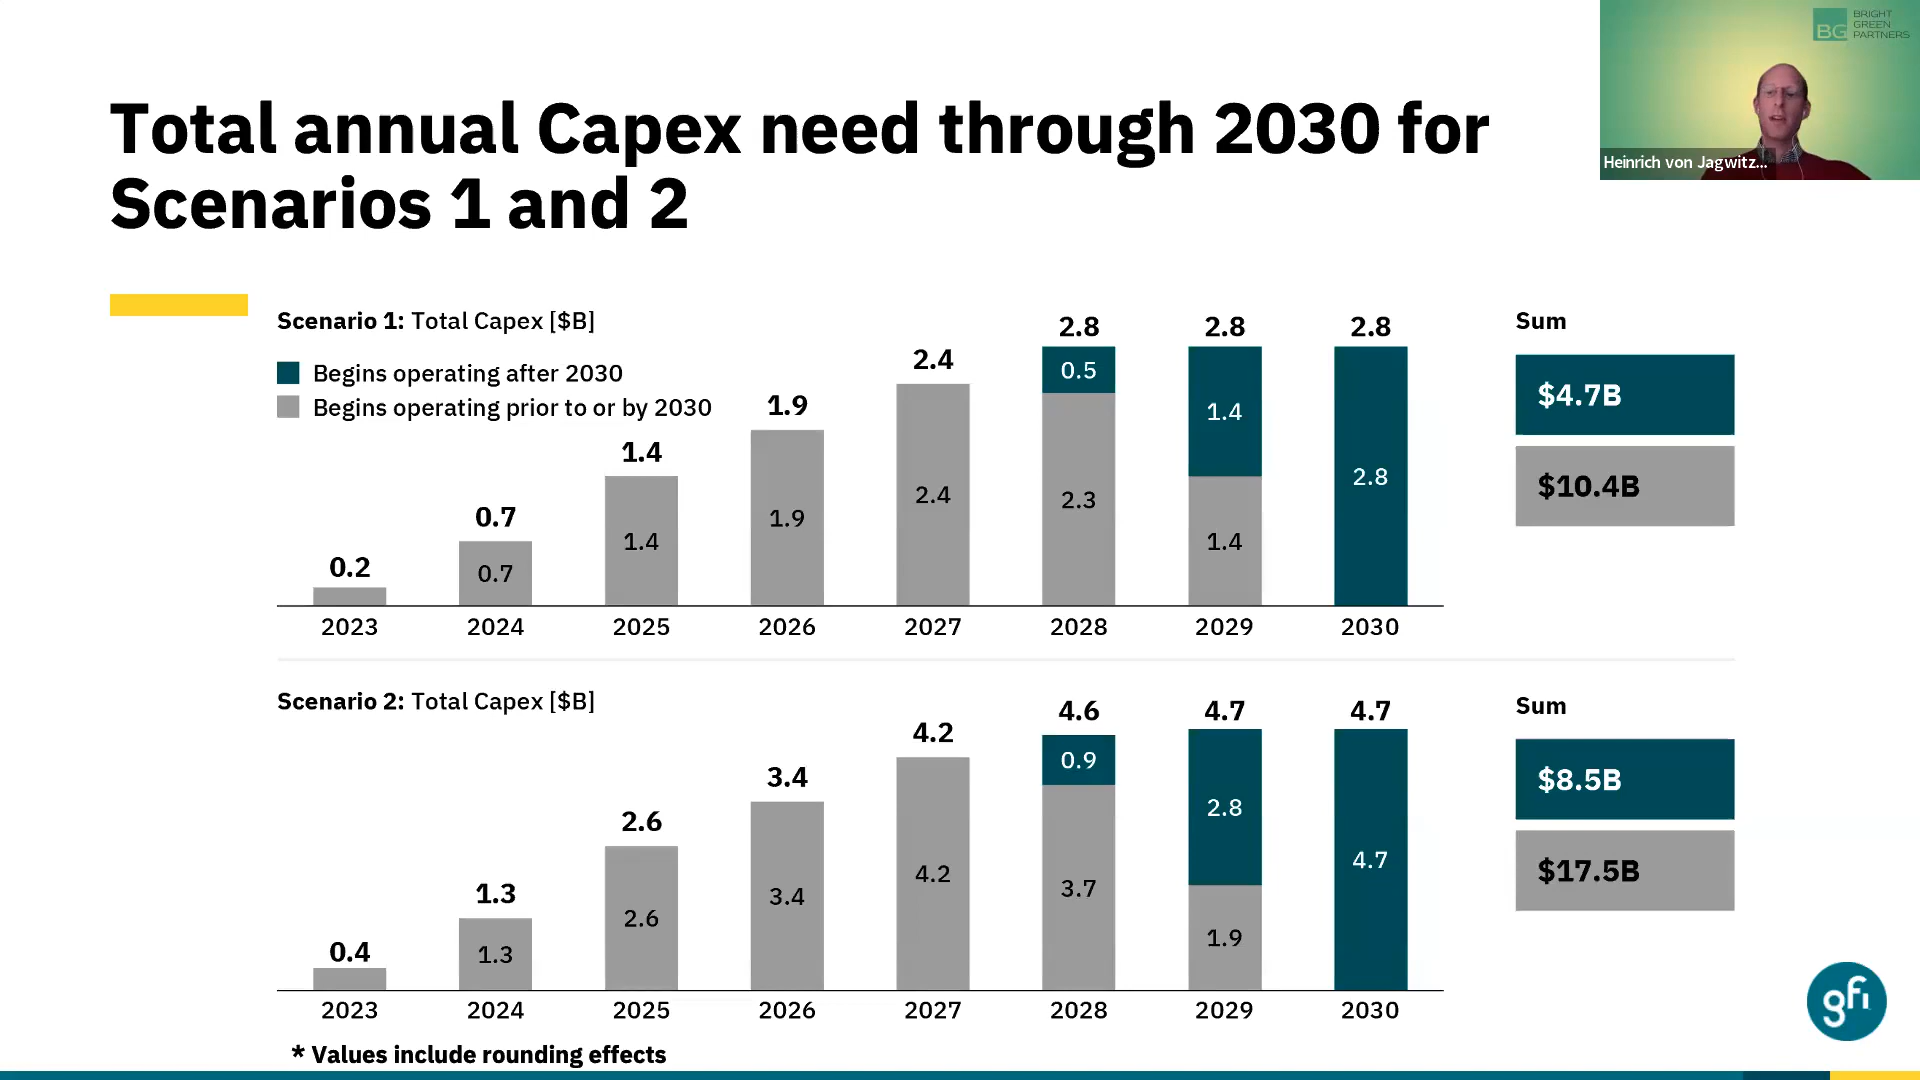 BG BRIGHT
GREEN
PARTNERS
Heinrich von Jagwitz...
Total annual Capex need through 2030 for
Scenarios 1 and 2
Scenario 1: Total Capex [$B]
Begins operating after 2030
Begins operating prior to or by 2030
0.2
0.7
1.4
1.9
2.4
2.8
2.8
2.8
0.7
1.4
1.9
2.4
0.5
2.3
1.4
1.4
2.8
2023 2024 2025 2026 2027 2028 2029 2030
Sum
$4.7B
$10.4B
Scenario 2: Total Capex [$B]
0.4
1.3
2.6
3.4
4.2
4.6
4.7
4.7
1.3
2.6
3.4
4.2
0.9
3.7
2.8
1.9
4.7
2023 2024 2025 2026 2027 2028 2029 2030
Sum
$8.5B
$17.5B
* Values include rounding effects
gfi